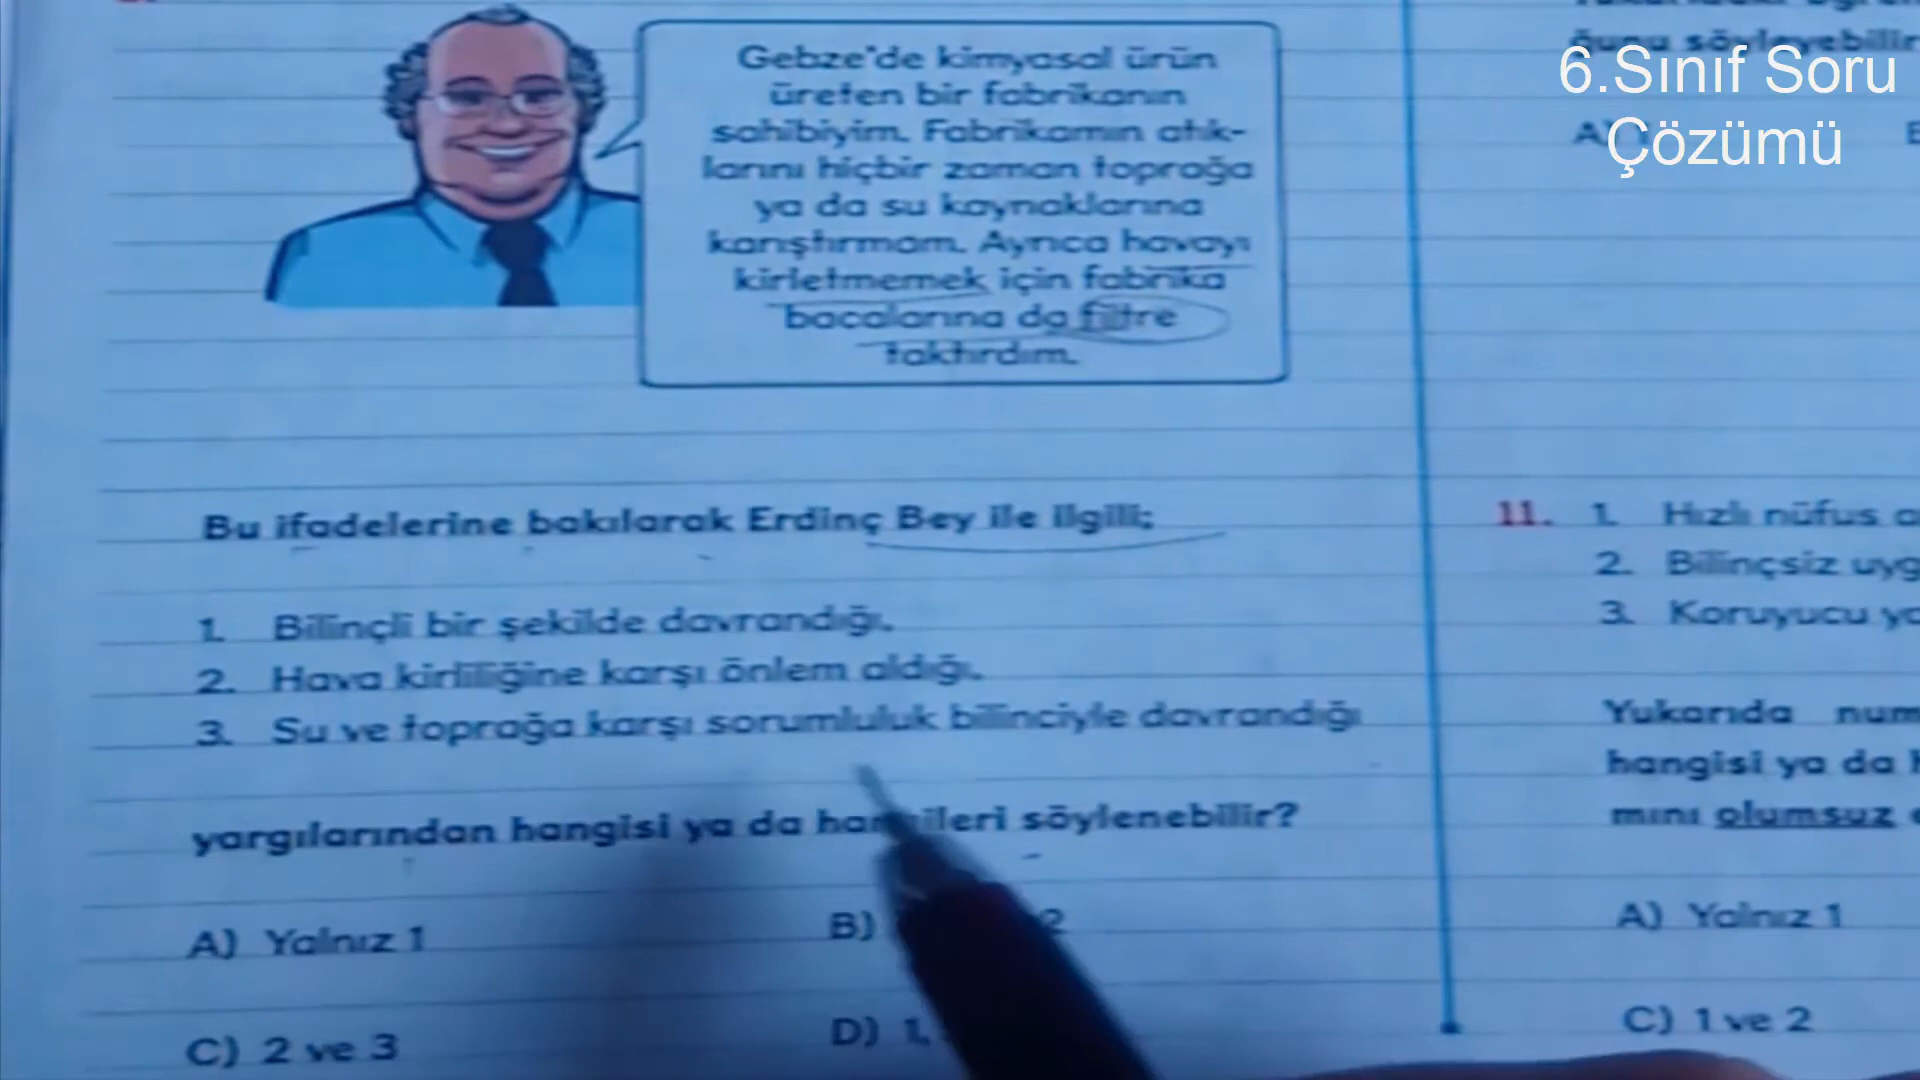 Gebze'de kimyasal ürün
üreten bir fabrikanın
sahibiyim. Fabrikamın atık-
larını hiçbir zaman toprağa
ya da su kaynaklarına
karıştırmam. Ayrıca havayı
kirletmemek için fabrika
bacalarına da filtre
taktırdım.
Bu ifadelerine bakılarak Erdinç Bey ile ilgili;
1. Bilinçli bir şekilde davrandığı.
2. Hava kirliliğine karşı önlem aldığı.
3. Su ve toprağa karşı sorumluluk bilinciyle davrandığı
yargılarından hangisi ya da söylenebilir?
A) Yalnız 1
B) 2
C) 2 ve 3
D) 1,
ğunu söyleyebilir
6.Sınıf Soru
Çözümü
A)
11. 1. Hızlı nüfus
2. Bilinçsiz
3. Koruyucu
Yukarıda
hangisi ya da
mını olumsuz
A) Yalnız 1
C) 1 ve 2